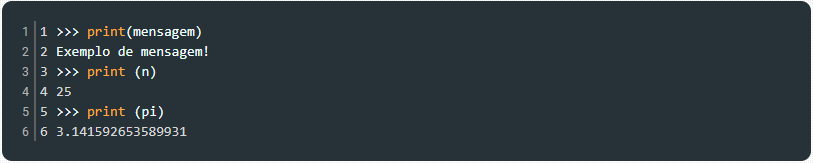 1 1 >>> print(mensagem)
2 2 Exemplo de mensagem!
3 3 >>> print (n)
4 4 25
5 5 >>> print (pi)
6 6 3.141592653589931